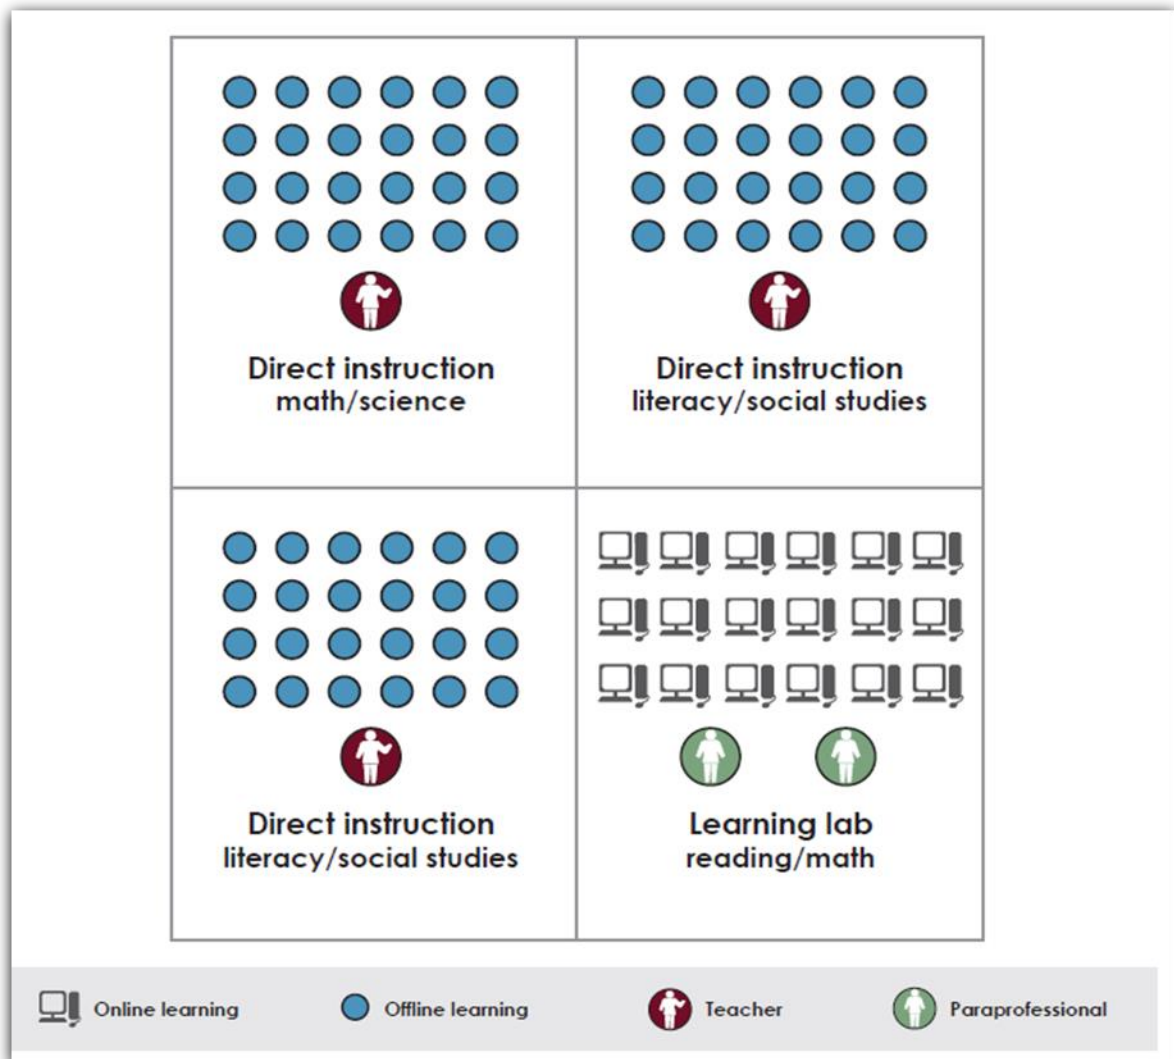 Direct instruction
math/science
Direct instruction
literacy/social studies
Direct instruction
literacy/social studies
Learning lab
reading/math
Online learning
Offline learning
Teacher
Paraprofessional